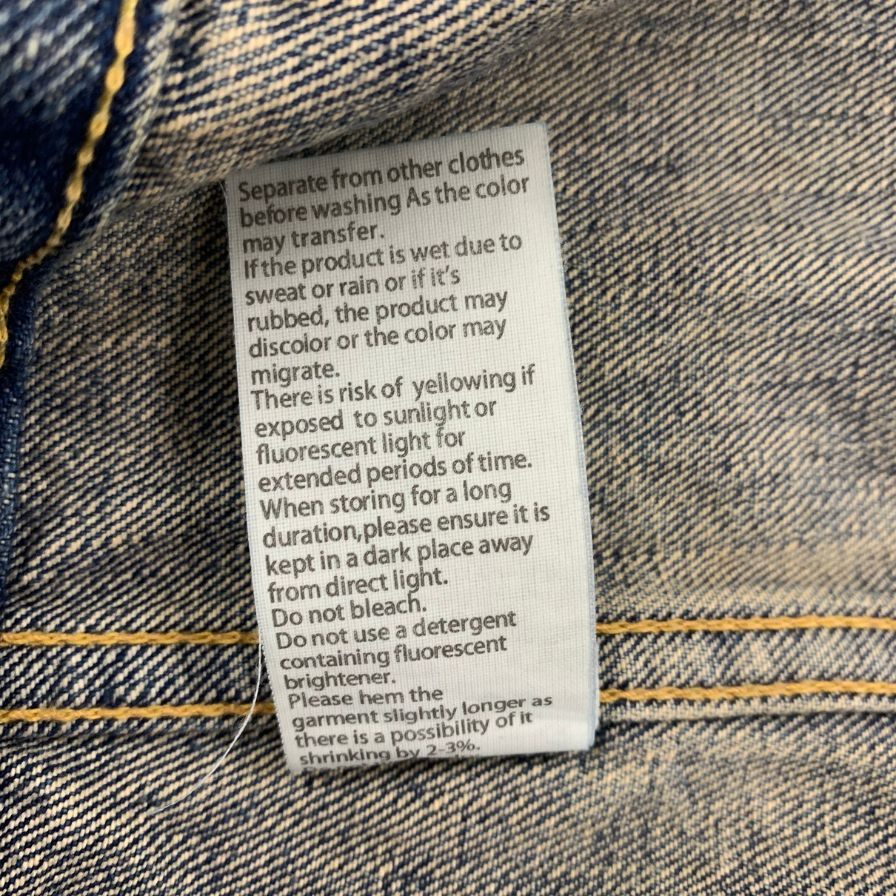 Separate from other clothes
before washing As the color
may transfer.
If the product is wet due to
sweat or rain or if it's
rubbed, the product may
discolor or the color may
migrate.
There is risk of yellowing if
exposed to sunlight or
fluorescent light for
extended periods of time.
When storing for a long
duration,please ensure it is
kept in a dark place away
from direct light.
Do not bleach.
Do not use a detergent
containing fluorescent
brightener.
Please hem the
garment slightly longer as
there is a possibility of it
shrinking by 2-3%.